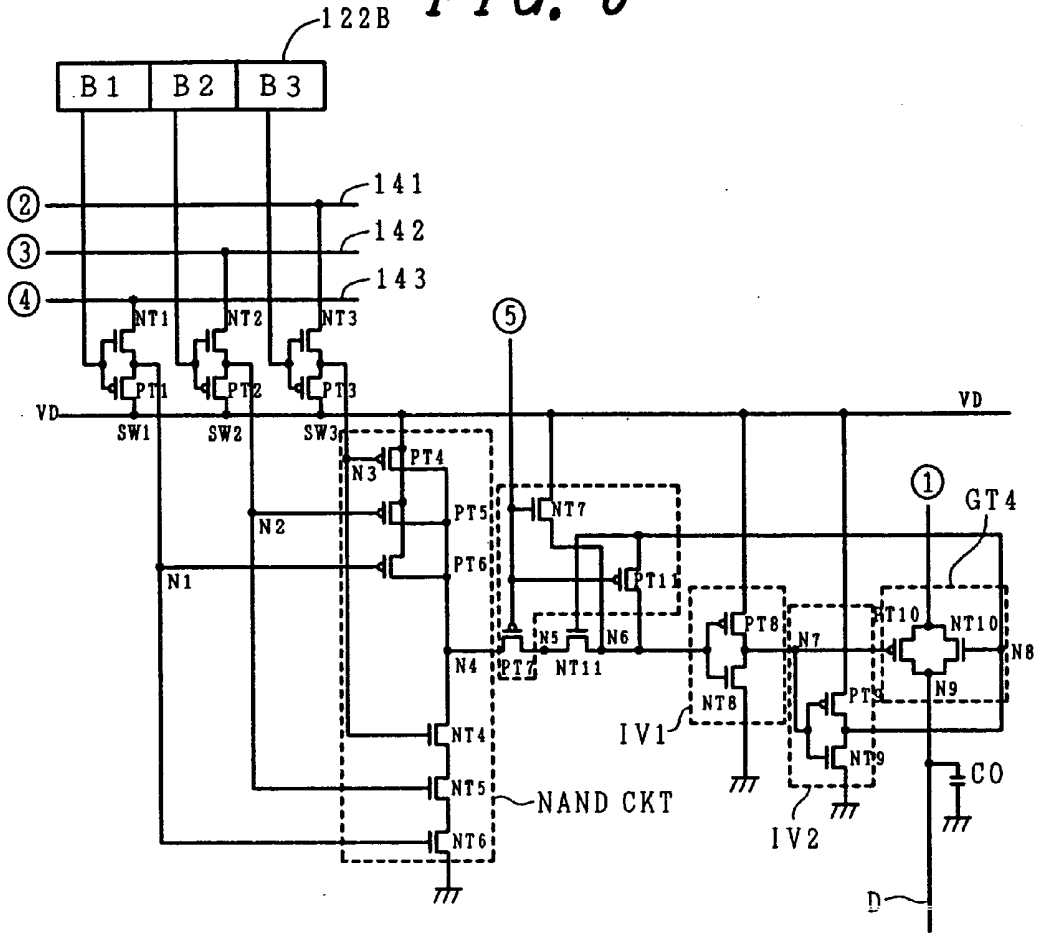 FIG.
122B
B1 B2 B3
② 141
③ 142
④ 143
NT1 NT2 NT3
⑤
PT1 PT2 PT3
VD VD
SW1 SW2 SW3
N3 PT4
①
GT4
NT7
N2 PT5
N1 PT6
PT11
PT10 NT10
N5 N6 PT8 N7
N4 PT7 NT11 N8
NT8 N9
PT9
IV1
NT4
NT9
CO
NT5
NAND CKT
IV2
NT6
D